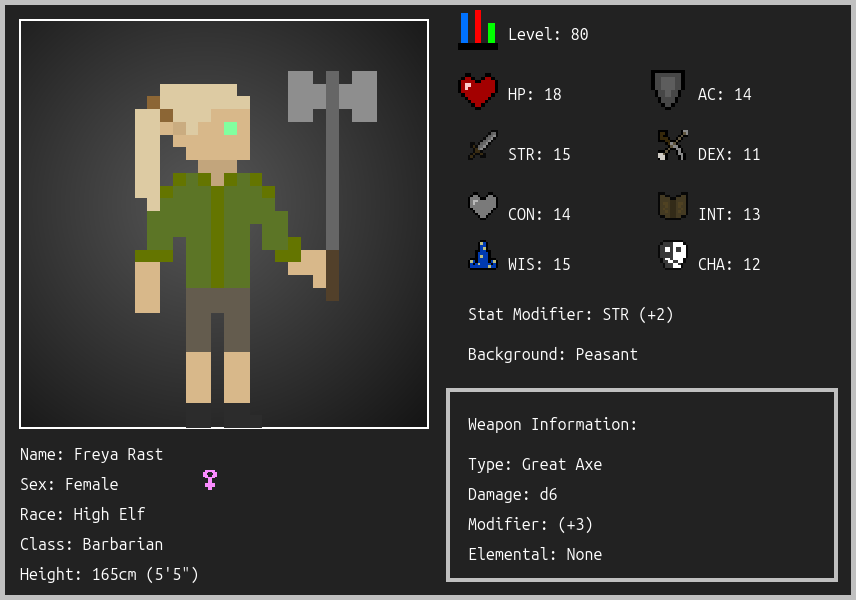 Level: 80
HP: 18
AC: 14
STR: 15
DEX: 11
CON: 14
INT: 13
WIS: 15
CHA: 12
Stat Modifier: STR (+2)
Background: Peasant
Weapon Information:
Type: Great Axe
Damage: d6
Modifier: (+3)
Elemental: None
Name: Freya Rast
Sex: Female
Race: High Elf
Class: Barbarian
Height: 165cm (5'5")